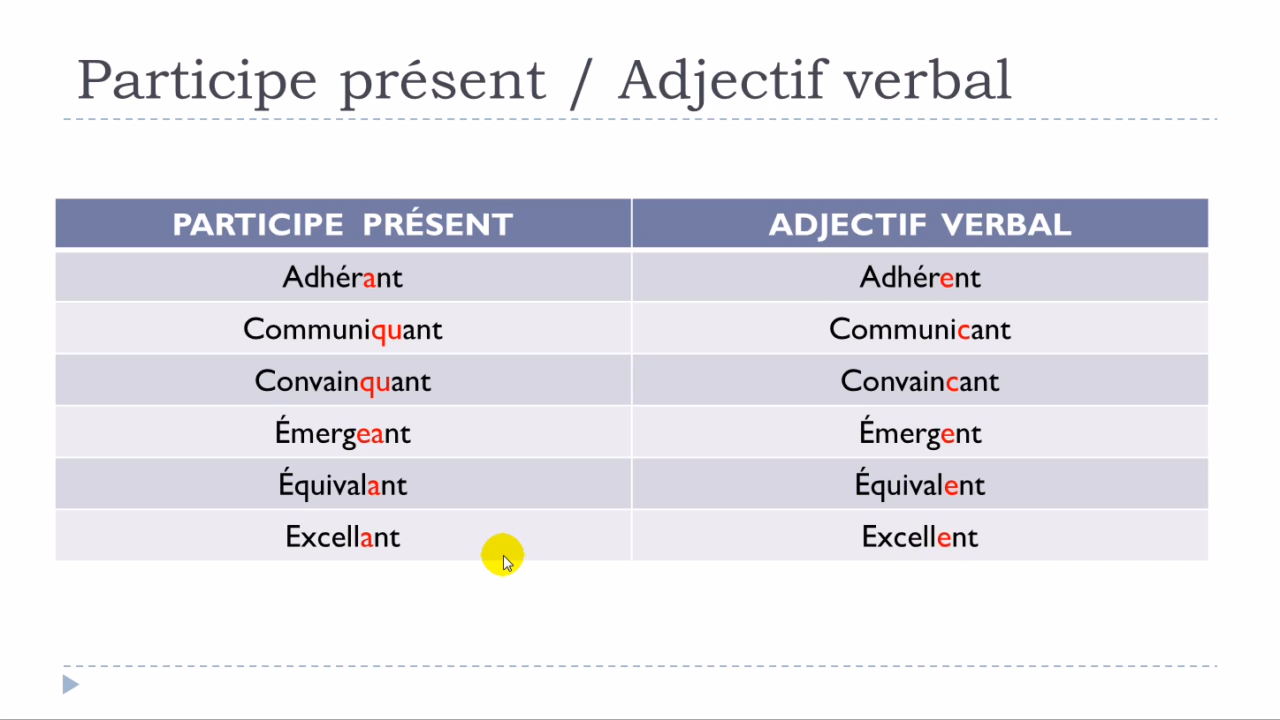 Participe présent / Adjectif verbal
PARTICIPE PRÉSENT ADJECTIF VERBAL
Adhérant Adhérent
Communiquant Communicant
Convainquant Convaincant
Émergeant Émergent
Équivalant Équivalent
Excellant Excellent